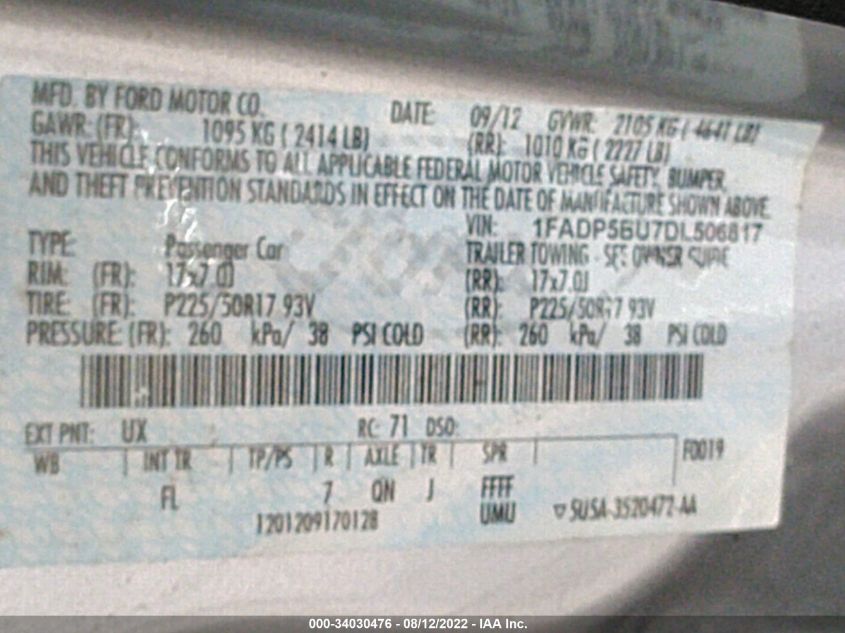 MFD. BY FORD MOTOR CO. DATE: 09/12 GVWR: 2105 KG ( 4641 LB)
GAWR: (FR): 1095 KG ( 2414 LB) (RR): 1010 KG ( 2227 LB)
THIS VEHICLE CONFORMS TO ALL APPLICABLE FEDERAL MOTOR VEHICLE SAFETY, BUMPER,
AND THEFT PREVENTION STANDARDS IN EFFECT ON THE DATE OF MANUFACTURE SHOWN ABOVE.
VIN: 1FADP5BU7DL506817
TYPE: Passenger Car TRAILER TOWING - SEE OWNER GUIDE
RIM: (FR): 17x7.0J (RR): 17x7.0J
TIRE: (FR): P225/50R17 93V (RR): P225/50R17 93V
PRESSURE: (FR): 260 kPa/ 38 PSI COLD (RR): 260 kPa/ 38 PSI COLD
EXT PNT: UX RC: 71 DSO:
WB INT TR TP/PS R AXLE TR SPR F0019
FL 7 QN J FFFF
1201209170128 UMU ▽ 5USA-3520472-AA
000-34030476 - 08/12/2022 - IAA Inc.